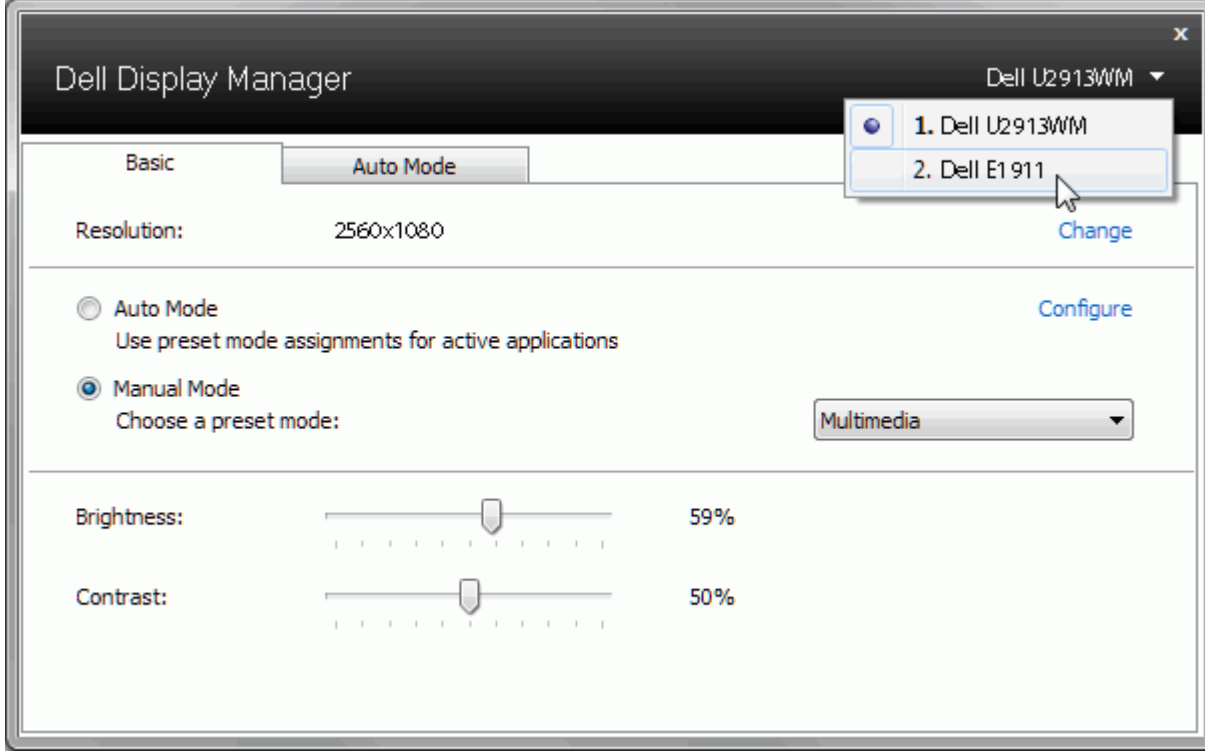 x
Dell Display Manager
Dell U2913WM
1. Dell U2913WM
2. Dell E1911
Basic
Auto Mode
Resolution:
2560x1080
Change
Auto Mode
Configure
Use preset mode assignments for active applications
Manual Mode
Choose a preset mode:
Multimedia
Brightness:
59%
Contrast:
50%